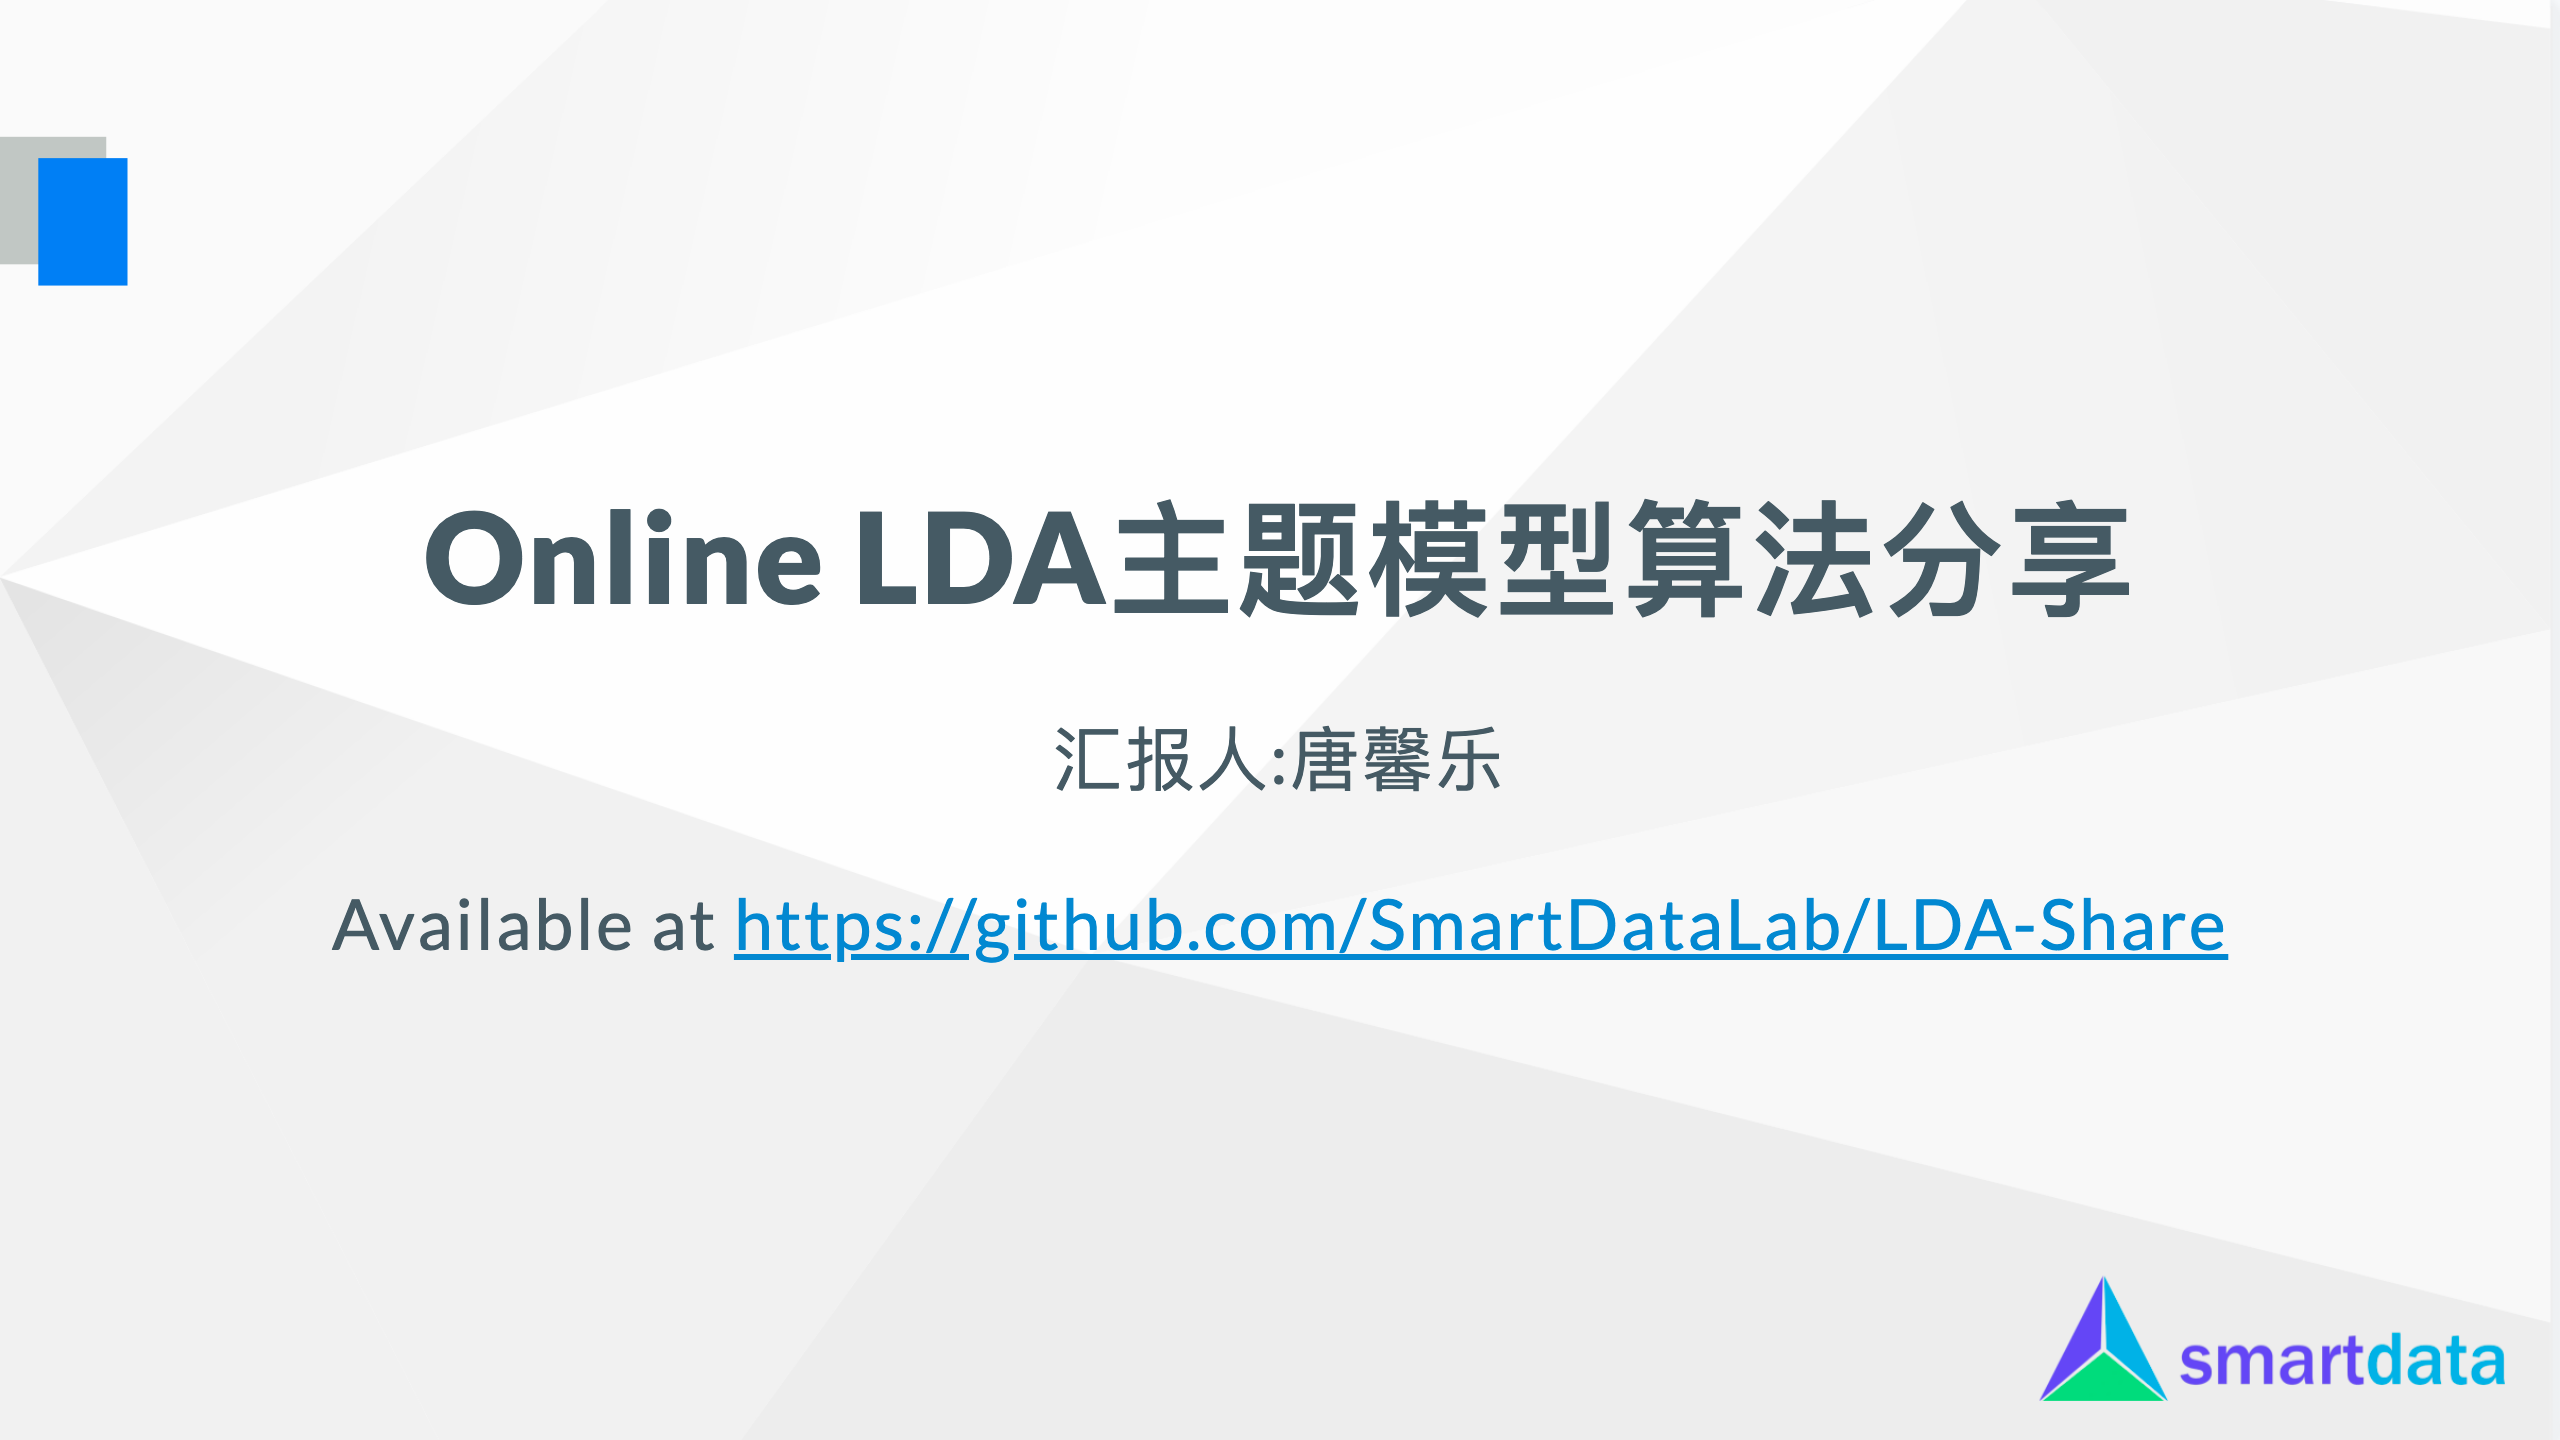 Online LDA主题模型算法分享
汇报人:唐馨乐
Available at https://github.com/SmartDataLab/LDA-Share
smartdata